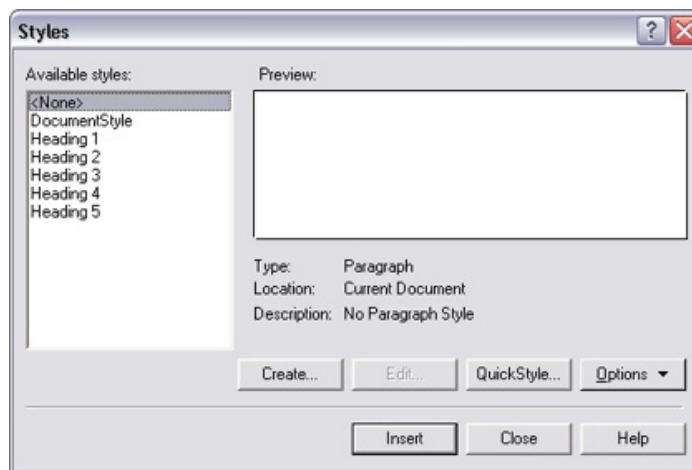 Styles
?
Available styles:
<None>
DocumentStyle
Heading 1
Heading 2
Heading 3
Heading 4
Heading 5
Preview:
Type: Paragraph
Location: Current Document
Description: No Paragraph Style
Create... Edit... QuickStyle... Options
Insert Close Help